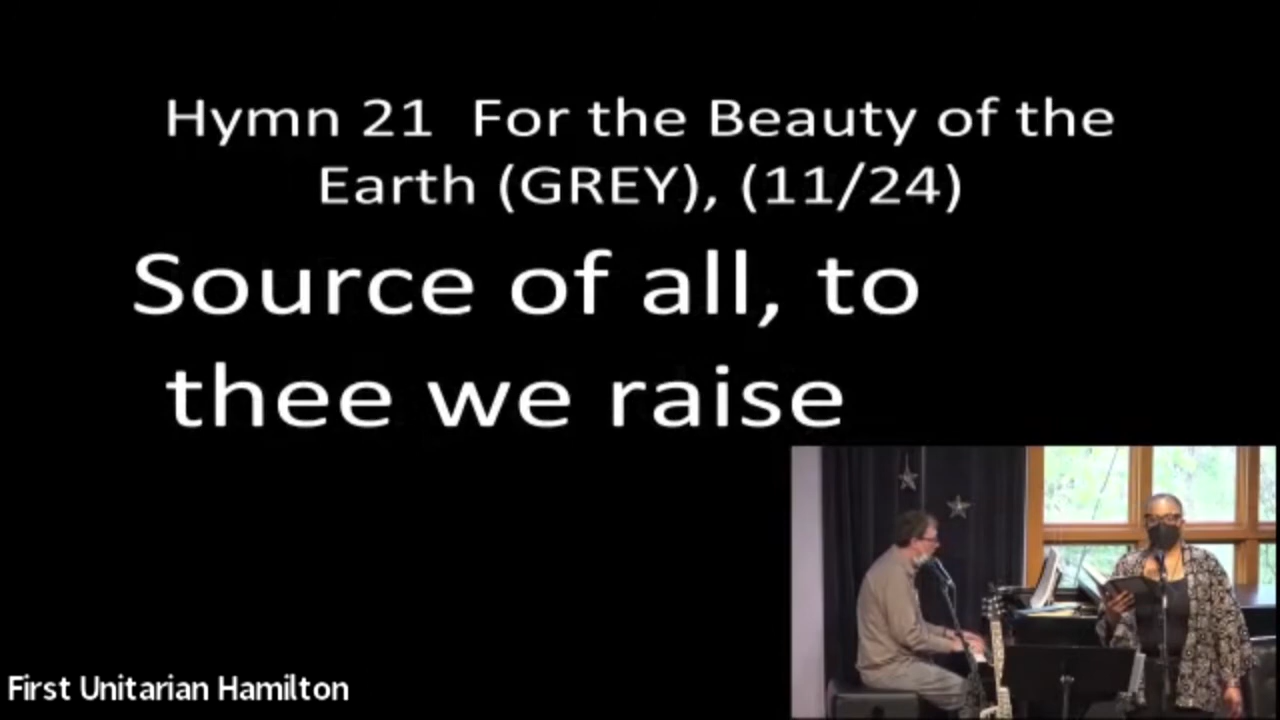 Hymn 21  For the Beauty of the
Earth (GREY), (11/24)
Source of all, to
thee we raise
First Unitarian Hamilton